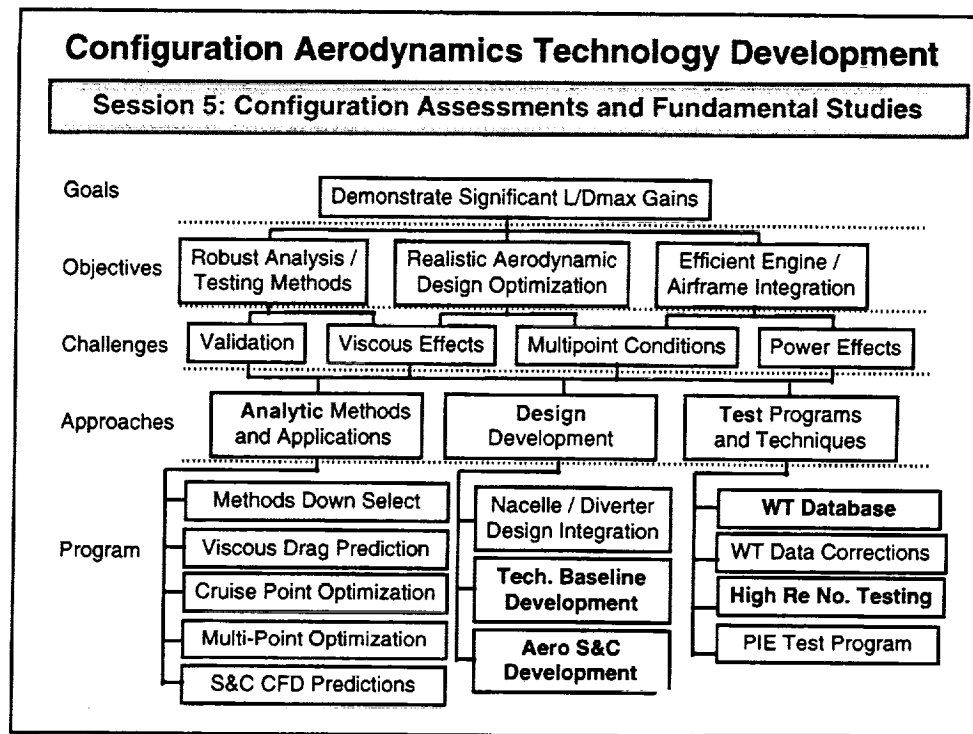 Configuration Aerodynamics Technology Development
Session 5: Configuration Assessments and Fundamental Studies
Goals
Demonstrate Significant L/Dmax Gains
Objectives
Robust Analysis /
Testing Methods
Realistic Aerodynamic
Design Optimization
Efficient Engine /
Airframe Integration
Challenges
Validation
Viscous Effects
Multipoint Conditions
Power Effects
Approaches
Analytic Methods
and Applications
Design
Development
Test Programs
and Techniques
Program
Methods Down Select
Viscous Drag Prediction
Cruise Point Optimization
Multi-Point Optimization
S&C CFD Predictions
Nacelle / Diverter
Design Integration
Tech. Baseline
Development
Aero S&C
Development
WT Database
WT Data Corrections
High Re No. Testing
PIE Test Program